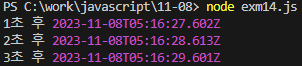 PS C:\work\javascript\11-08> node exm14.js
1초 후 2023-11-08T05:16:27.602Z
2초 후 2023-11-08T05:16:28.613Z
3초 후 2023-11-08T05:16:29.601Z